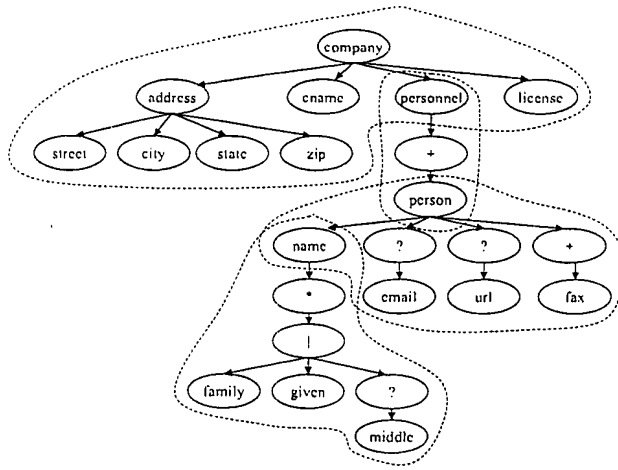 company
address cname personnel license
street city state zip +
person
name ? ? +
* email url fax
|
family given ?
middle